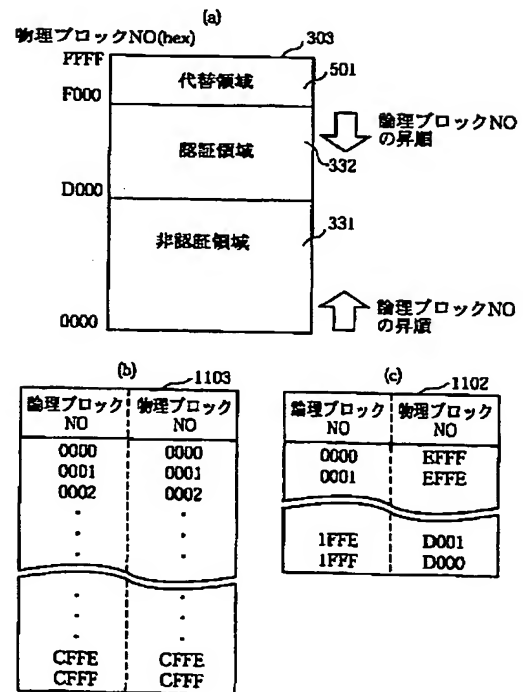 (a)
物理ブロックNO(hex)
303
FFFF
代替領域
501
F000
論理ブロックNO
の昇順
認証領域
332
D000
331
非認証領域
論理ブロックNO
の昇順
0000
(b)
1103
論理ブロック NO 物理ブロック NO
0000 0000
0001 0001
0002 0002
CFFE CFFE
CFFF CFFF
(c)
1102
論理ブロック NO 物理ブロック NO
0000 EFFF
0001 EFFE
1FFE D001
1FFF D000